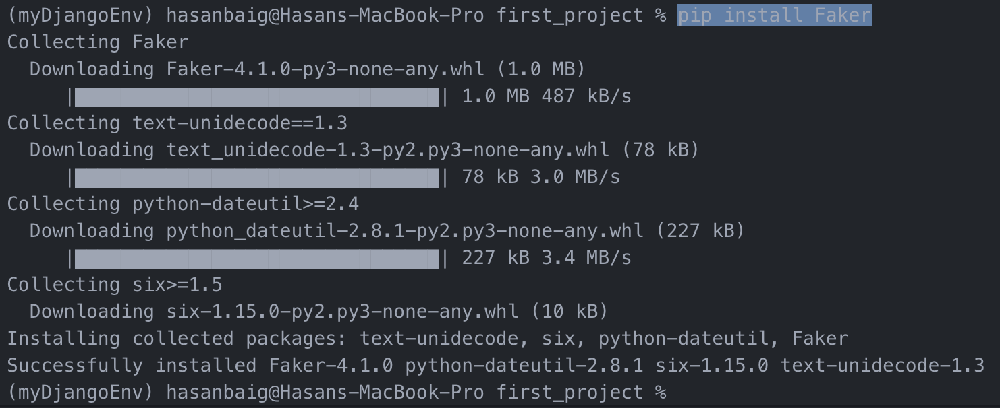 (myDjangoEnv) hasanbaig@Hasans-MacBook-Pro first_project % pip install Faker
Collecting Faker
  Downloading Faker-4.1.0-py3-none-any.whl (1.0 MB)
     |████████████████████████████████| 1.0 MB 487 kB/s
Collecting text-unidecode==1.3
  Downloading text_unidecode-1.3-py2.py3-none-any.whl (78 kB)
     |████████████████████████████████| 78 kB 3.0 MB/s
Collecting python-dateutil>=2.4
  Downloading python_dateutil-2.8.1-py2.py3-none-any.whl (227 kB)
     |████████████████████████████████| 227 kB 3.4 MB/s
Collecting six>=1.5
  Downloading six-1.15.0-py2.py3-none-any.whl (10 kB)
Installing collected packages: text-unidecode, six, python-dateutil, Faker
Successfully installed Faker-4.1.0 python-dateutil-2.8.1 six-1.15.0 text-unidecode-1.3
(myDjangoEnv) hasanbaig@Hasans-MacBook-Pro first_project %